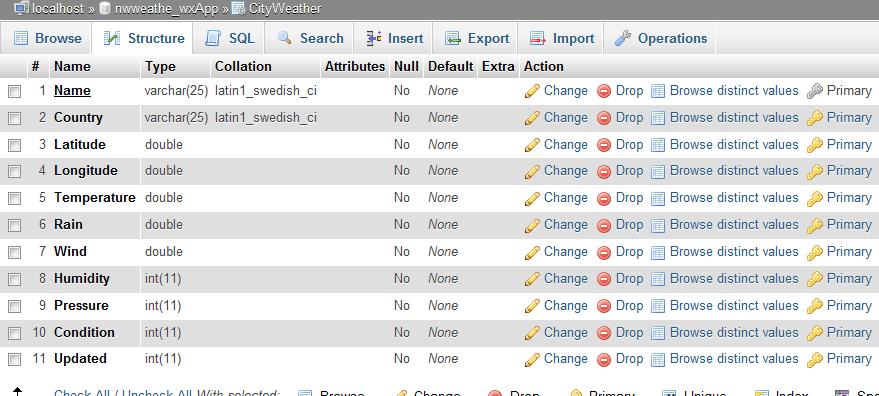 localhost » nwweathe_wxApp » CityWeather
Browse Structure SQL Search Insert Export Import Operations
# Name Type Collation Attributes Null Default Extra Action
1 Name varchar(25) latin1_swedish_ci No None Change Drop Browse distinct values Primary
2 Country varchar(25) latin1_swedish_ci No None Change Drop Browse distinct values Primary
3 Latitude double No None Change Drop Browse distinct values Primary
4 Longitude double No None Change Drop Browse distinct values Primary
5 Temperature double No None Change Drop Browse distinct values Primary
6 Rain double No None Change Drop Browse distinct values Primary
7 Wind double No None Change Drop Browse distinct values Primary
8 Humidity int(11) No None Change Drop Browse distinct values Primary
9 Pressure int(11) No None Change Drop Browse distinct values Primary
10 Condition int(11) No None Change Drop Browse distinct values Primary
11 Updated int(11) No None Change Drop Browse distinct values Primary
Check All / Uncheck All With selected: Browse Change Drop Primary Unique Index